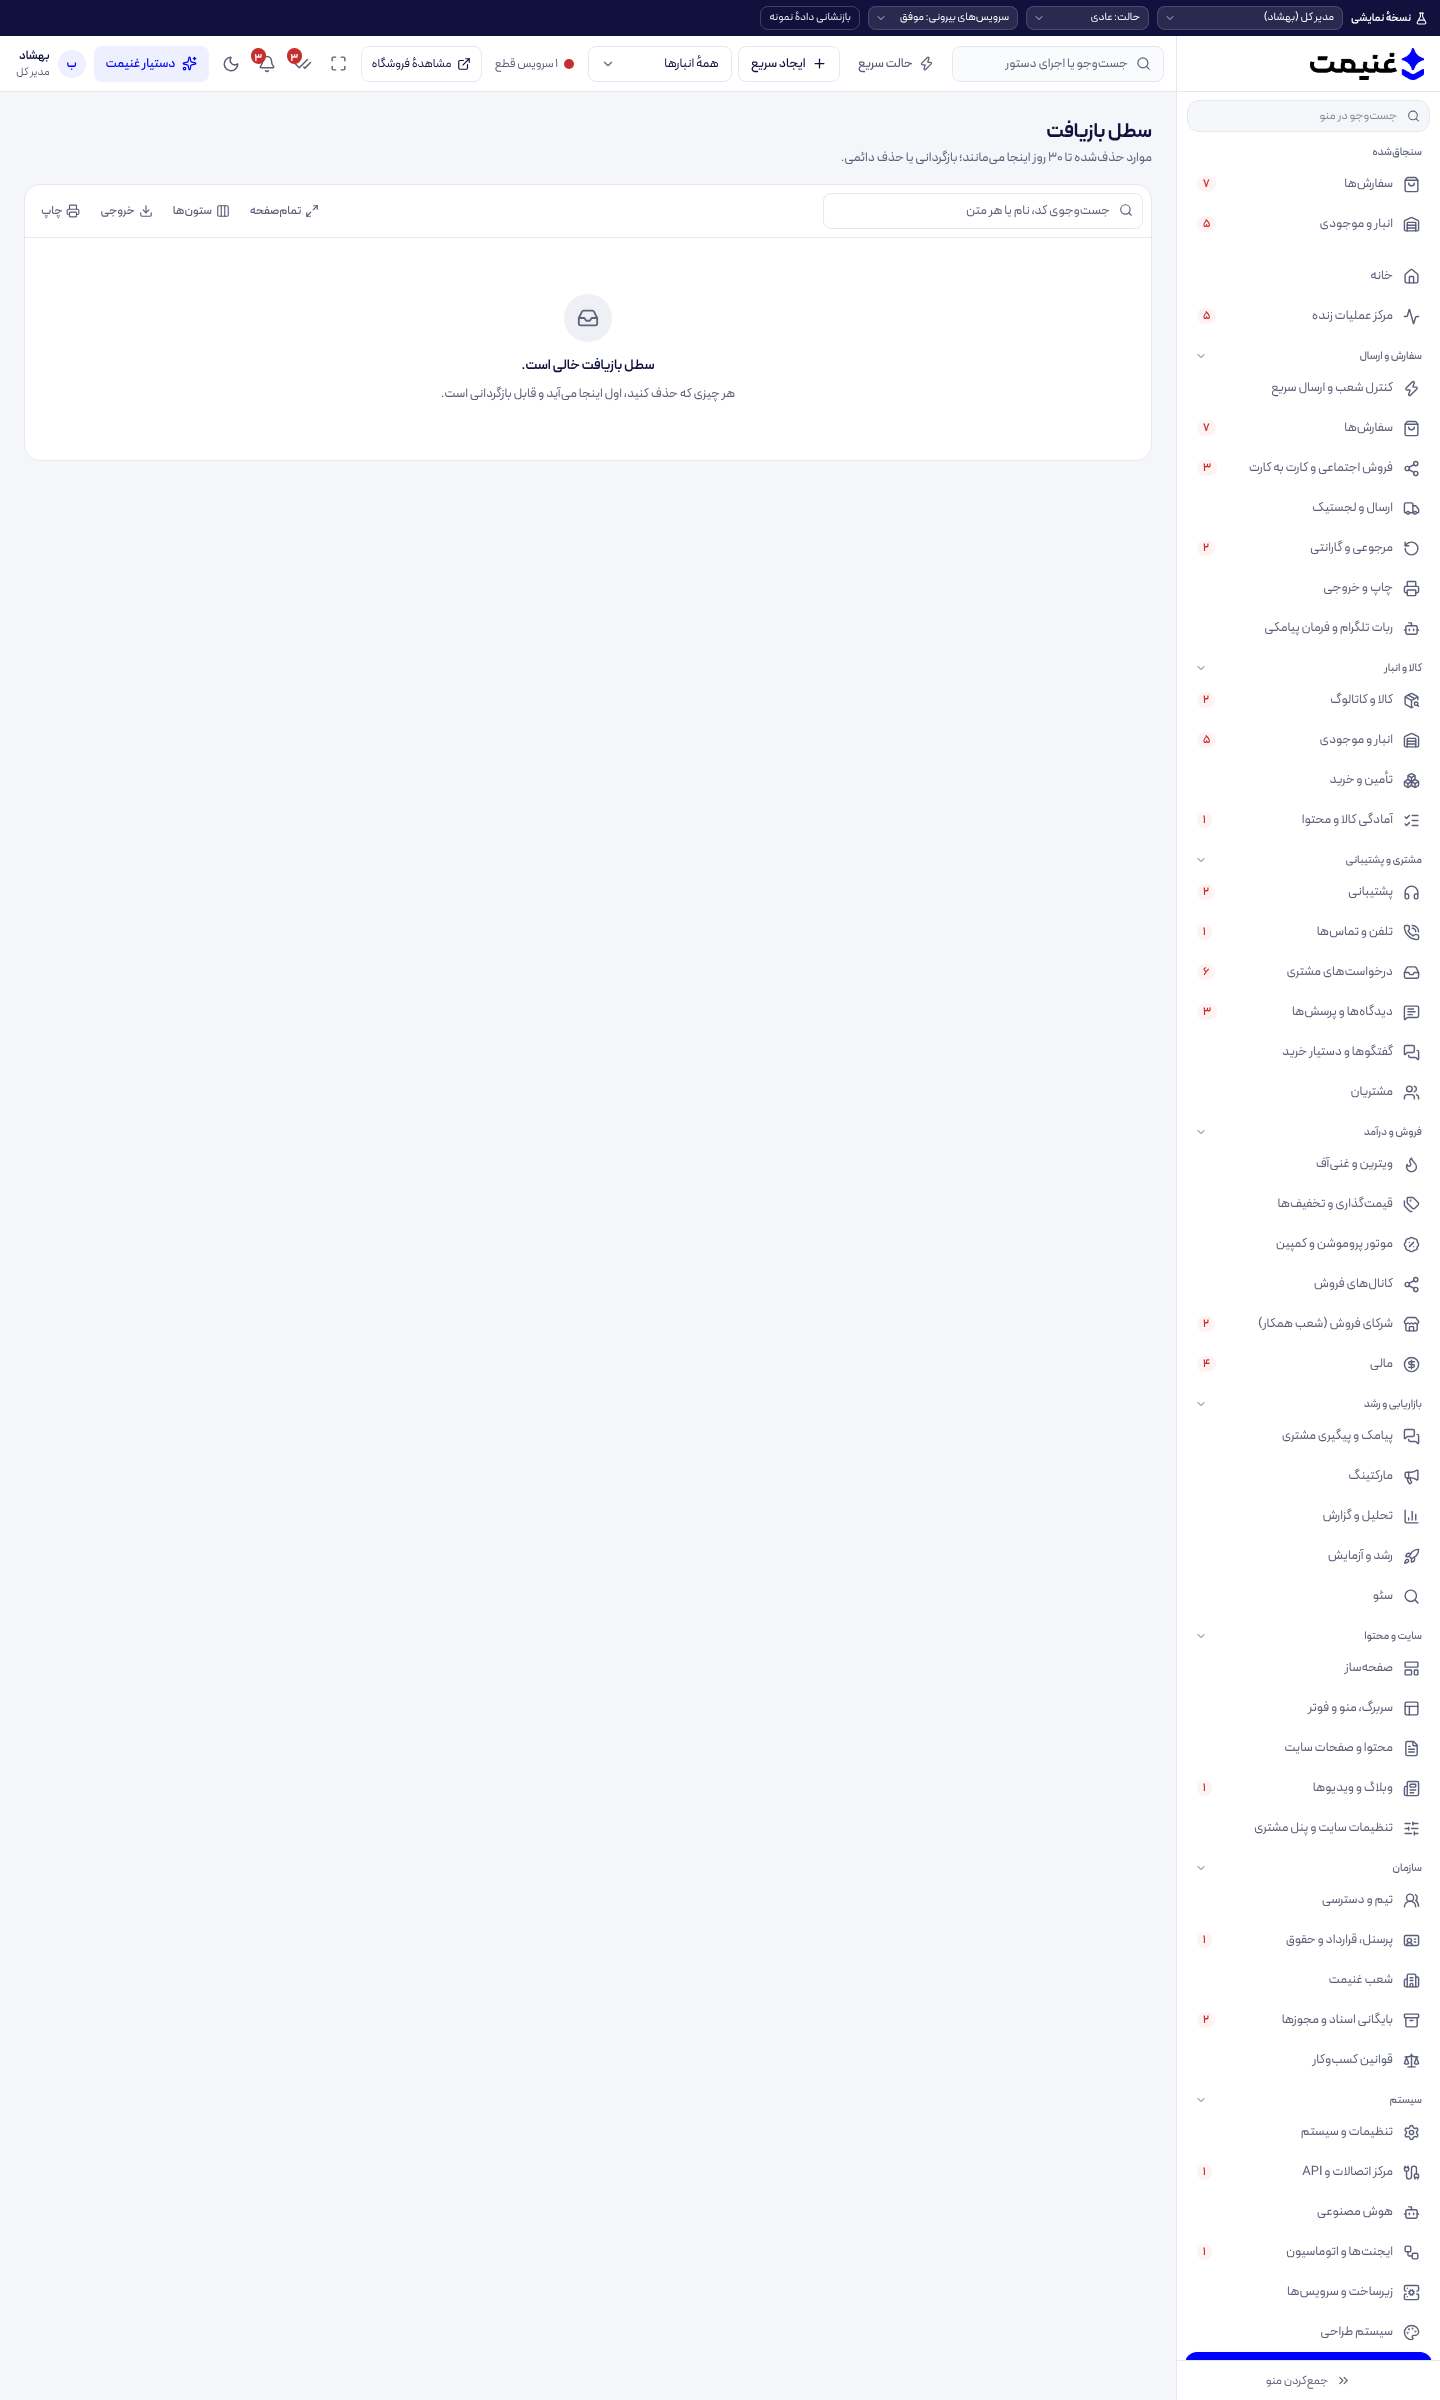 نسخهٔ نمایشی
مدیر کل (بهشاد)
حالت: عادی
سرویس‌های بیرونی: موفق
بازنشانی دادهٔ نمونه
غنیمت
جست‌وجو یا اجرای دستور
حالت سریع
ایجاد سریع
همهٔ انبارها
۱ سرویس قطع
مشاهدهٔ فروشگاه
۳
۳
دستیار غنیمت
ب
بهشاد
مدیر کل
جست‌وجو در منو
سنجاق‌شده
سفارش‌ها ۷
انبار و موجودی ۵
خانه
مرکز عملیات زنده ۵
سفارش و ارسال
کنترل شعب و ارسال سریع
سفارش‌ها ۷
فروش اجتماعی و کارت به کارت ۳
ارسال و لجستیک
مرجوعی و گارانتی ۲
چاپ و خروجی
ربات تلگرام و فرمان پیامکی
کالا و انبار
کالا و کاتالوگ ۲
انبار و موجودی ۵
تأمین و خرید
آمادگی کالا و محتوا ۱
مشتری و پشتیبانی
پشتیبانی ۲
تلفن و تماس‌ها ۱
درخواست‌های مشتری ۶
دیدگاه‌ها و پرسش‌ها ۳
گفتگوها و دستیار خرید
مشتریان
فروش و درآمد
ویترین و غنی‌آف
قیمت‌گذاری و تخفیف‌ها
موتور پروموشن و کمپین
کانال‌های فروش
شرکای فروش (شعب همکار) ۲
مالی ۴
بازاریابی و رشد
پیامک و پیگیری مشتری
مارکتینگ
تحلیل و گزارش
رشد و آزمایش
سئو
سایت و محتوا
صفحه‌ساز
سربرگ، منو و فوتر
محتوا و صفحات سایت
وبلاگ و ویدیوها ۱
تنظیمات سایت و پنل مشتری
سازمان
تیم و دسترسی
پرسنل، قرارداد و حقوق ۱
شعب غنیمت
بایگانی اسناد و مجوزها ۲
قوانین کسب‌وکار
سیستم
تنظیمات و سیستم
مرکز اتصالات و API ۱
هوش مصنوعی
ایجنت‌ها و اتوماسیون ۱
زیرساخت و سرویس‌ها
سیستم طراحی
جمع‌کردن منو
سطل بازیافت
موارد حذف‌شده تا ۳۰ روز اینجا می‌مانند؛ بازگردانی یا حذف دائمی.
جست‌وجوی کد، نام یا هر متن
تمام‌صفحه
ستون‌ها
خروجی
چاپ
سطل بازیافت خالی است.
هر چیزی که حذف کنید، اول اینجا می‌آید و قابل بازگردانی است.